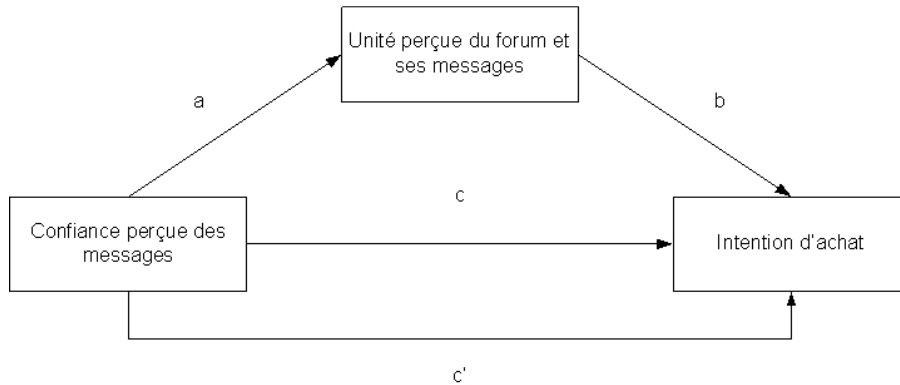 Unité perçue du forum et
ses messages
a
b
c
Confiance perçue des
messages
Intention d'achat
c'